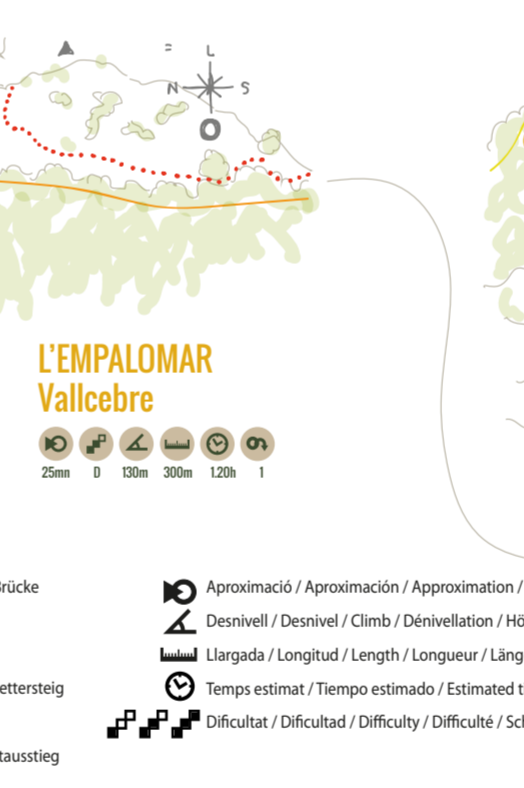 L
N S
O
L'EMPALOMAR
Vallcebre
25mn D 130m 300m 1.20h 1
Brücke
Aproximació / Aproximación / Approximation /
Desnivell / Desnivel / Climb / Dénivellation / Hö
Llargada / Longitud / Length / Longueur / Läng
ettersteig
Temps estimat / Tiempo estimado / Estimated t
Dificultat / Dificultad / Difficulty / Difficulté / Sch
tausstieg